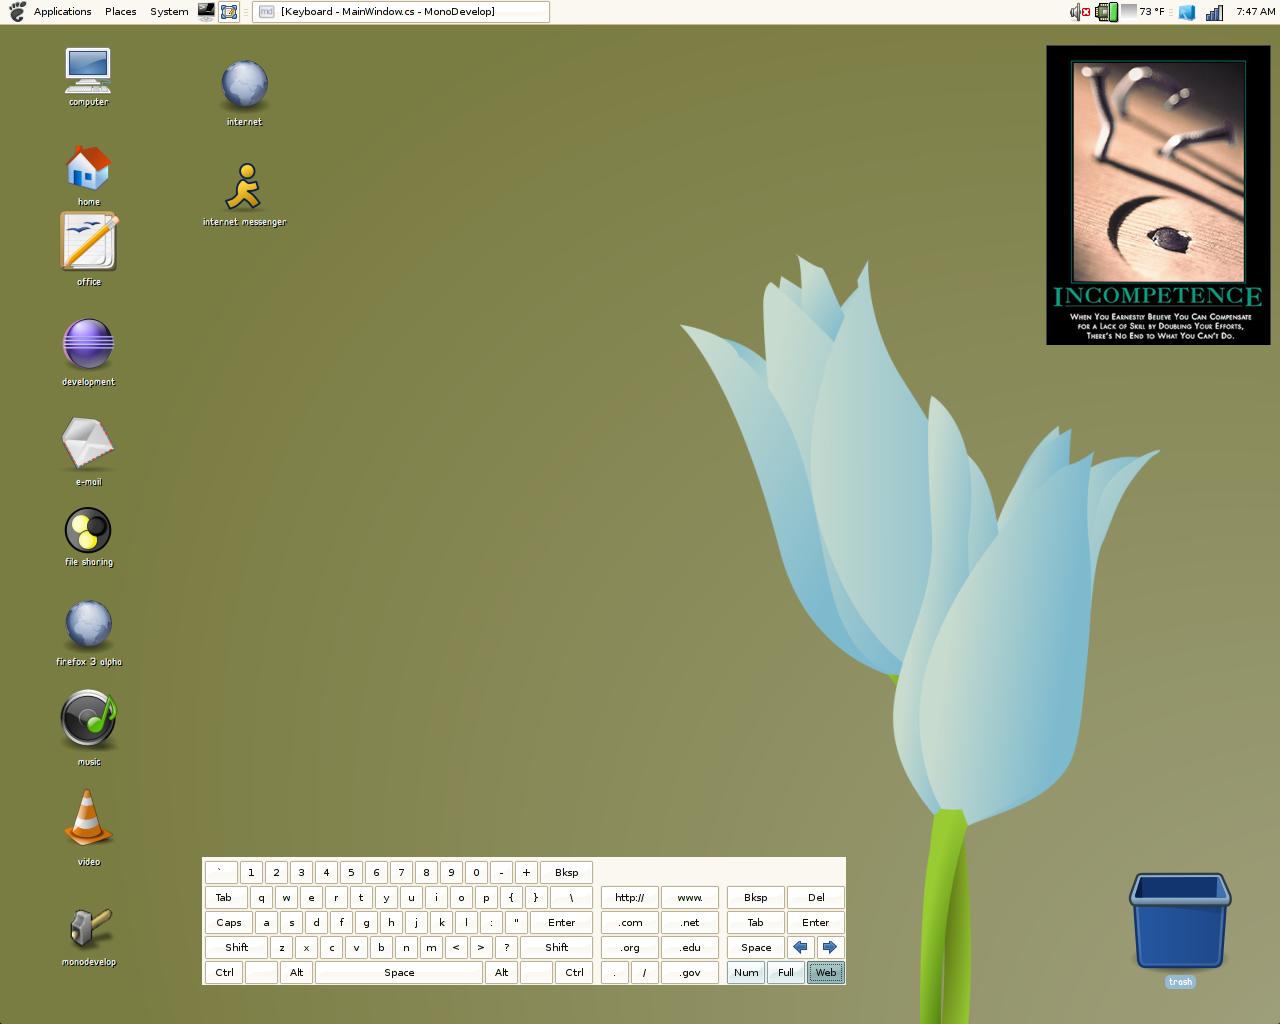 Applications Places System [Keyboard - MainWindow.cs - MonoDevelop] 73 °F 7:47 AM
computer
home
office
development
e-mail
file sharing
firefox 3 alpha
music
video
monodevelop
internet
internet messenger
INCOMPETENCE
WHEN YOU EARNESTLY BELIEVE YOU CAN COMPENSATE
FOR A LACK OF SKILL BY DOUBLING YOUR EFFORTS,
THERE'S NO END TO WHAT YOU CAN'T DO.
` 1 2 3 4 5 6 7 8 9 0 - + Bksp
Tab q w e r t y u i o p { } \ http:// www. Bksp Del
Caps a s d f g h j k l : " Enter .com .net Tab Enter
Shift z x c v b n m < > ? Shift .org .edu Space
Ctrl Alt Space Alt Ctrl . / .gov Num Full Web
trash